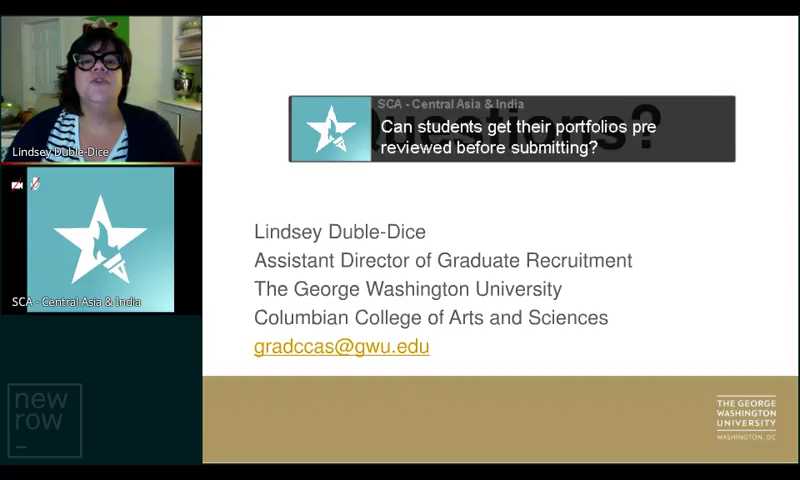 Lindsey Duble-Dice
SCA - Central Asia & India
new
row
SCA - Central Asia & India
Can students get their portfolios pre
reviewed before submitting?
Questions?
Lindsey Duble-Dice
Assistant Director of Graduate Recruitment
The George Washington University
Columbian College of Arts and Sciences
gradccas@gwu.edu
THE GEORGE
WASHINGTON
UNIVERSITY
WASHINGTON, DC